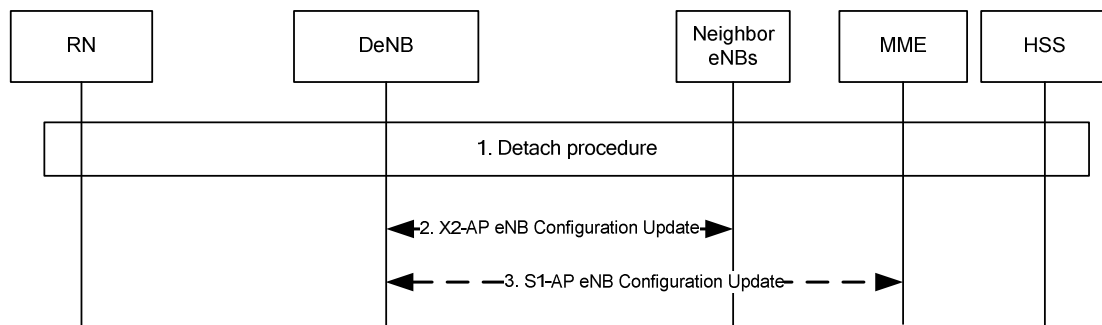 RN
DeNB
Neighbor
eNBs
MME
HSS
1. Detach procedure
2. X2-AP eNB Configuration Update
3. S1-AP eNB Configuration Update